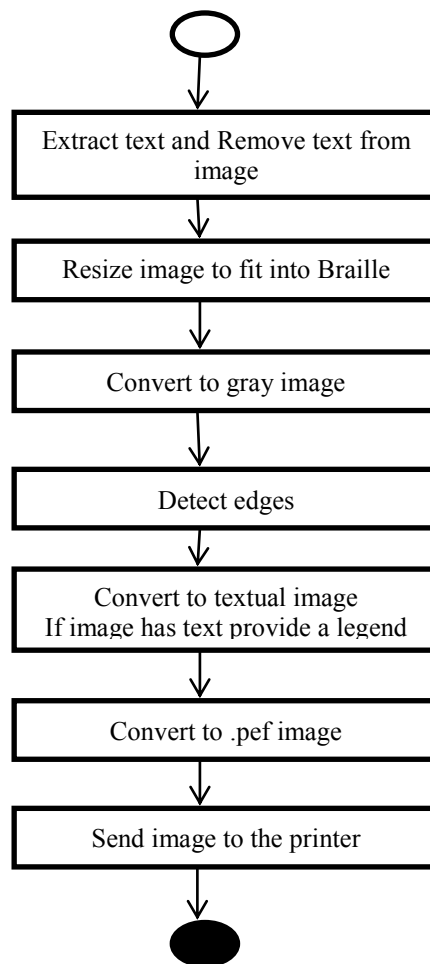 Extract text and Remove text from
image
Resize image to fit into Braille
Convert to gray image
Detect edges
Convert to textual image
If image has text provide a legend
Convert to .pef image
Send image to the printer